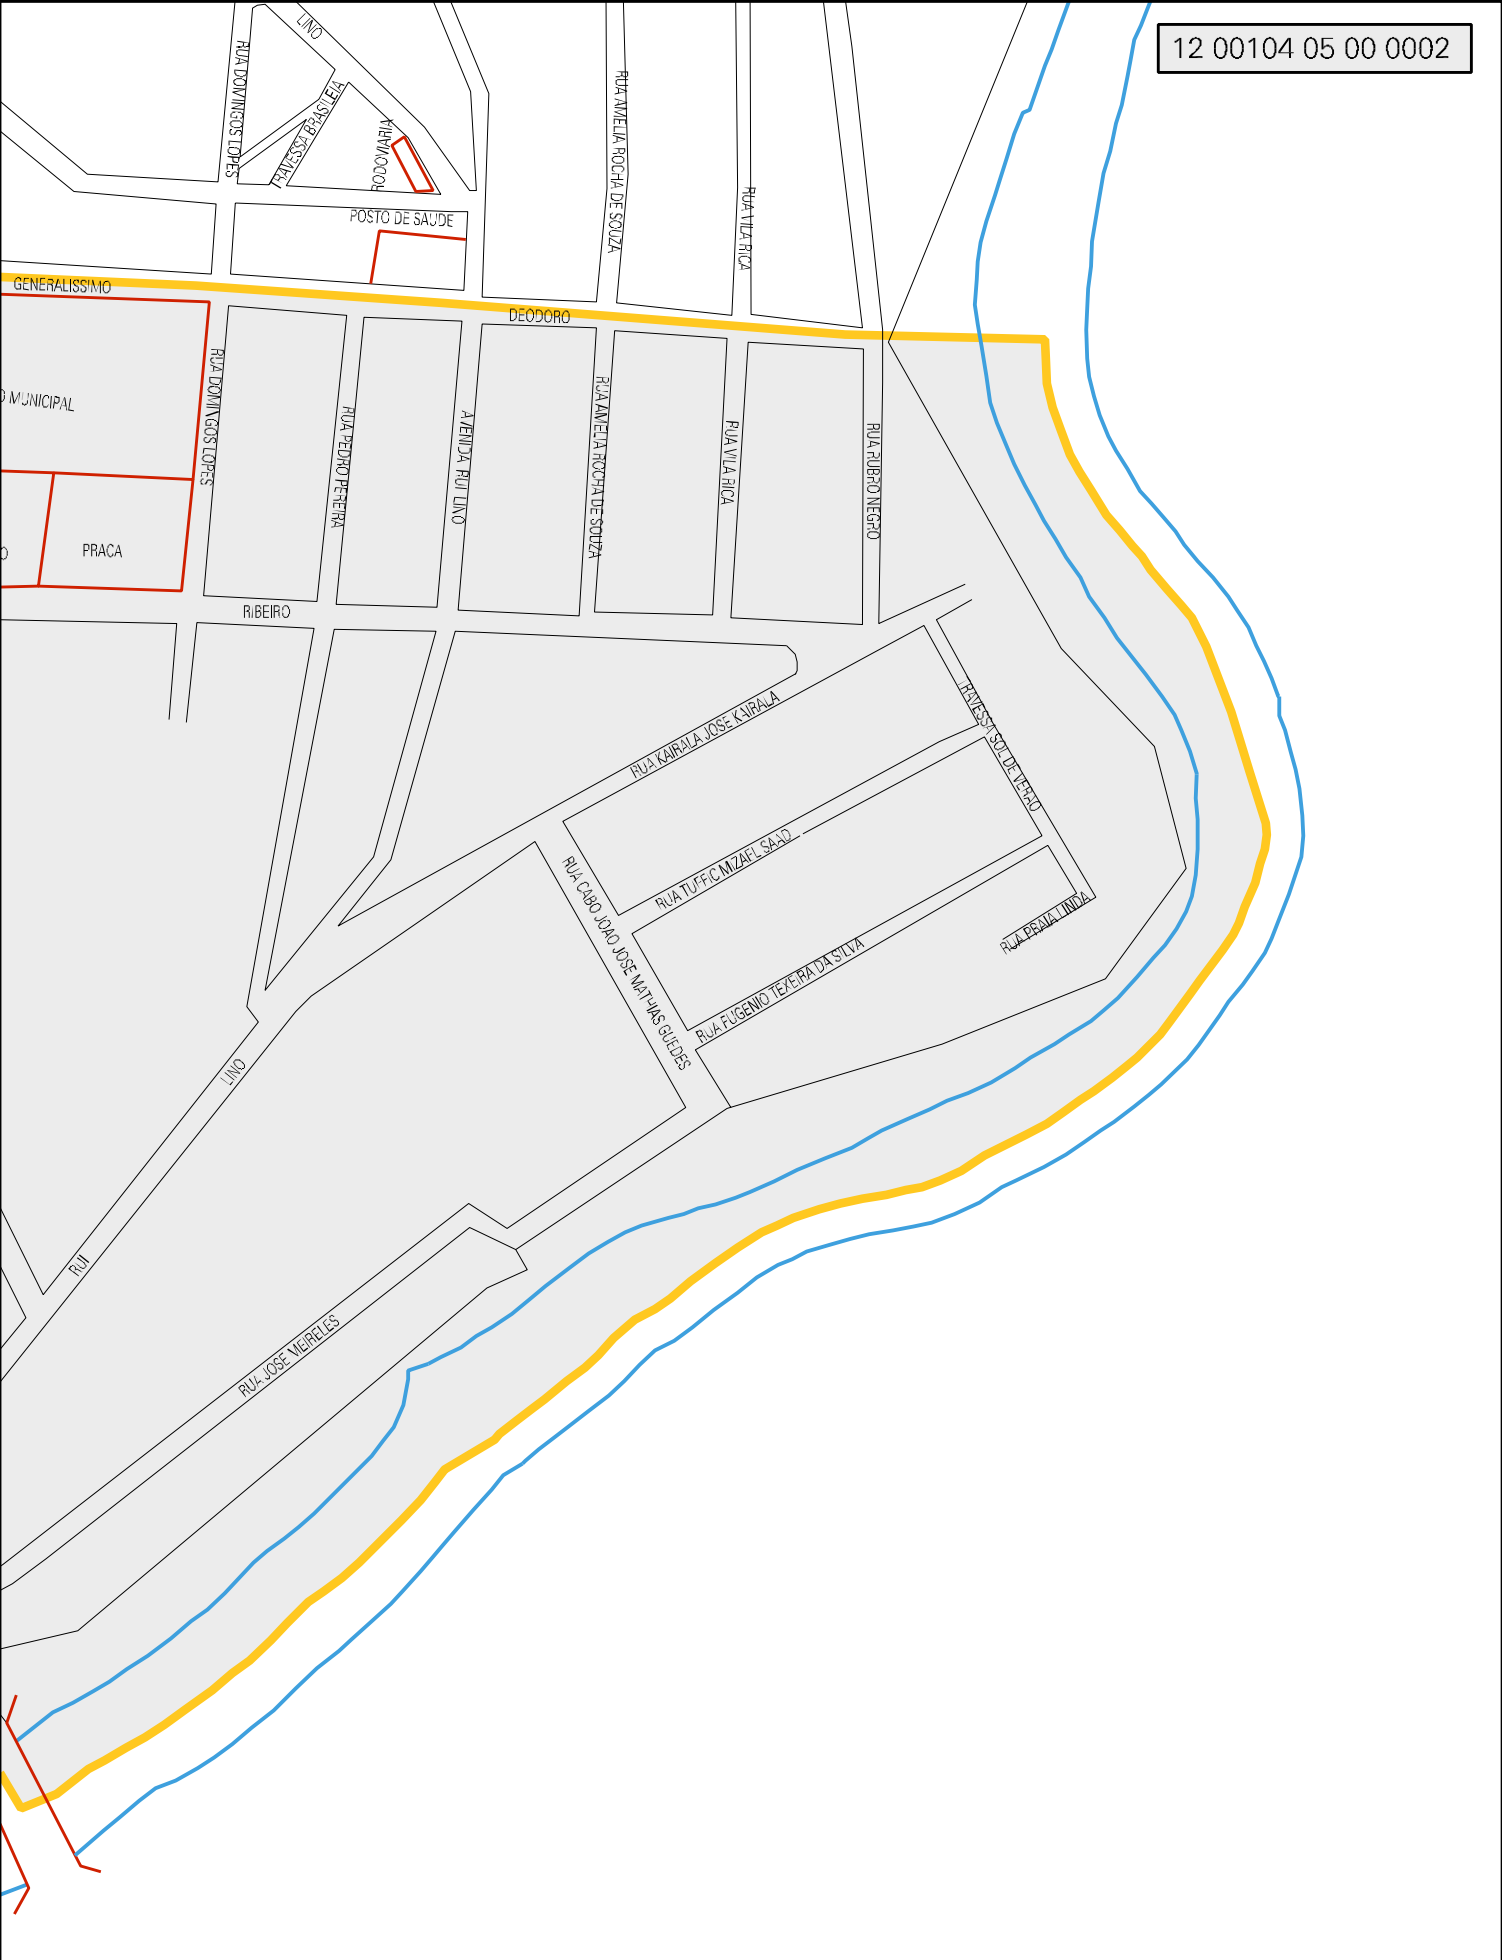 12 00104 05 00 0002
LINO
RUA DOMINGOS LOPES
TRAVESSA BRASILEIA
RODOVIARIA
RUA AMELIA ROCHA DE SOUZA
RUA VILA RICA
POSTO DE SAUDE
GENERALISSIMO
DEODORO
MUNICIPAL
RUA DOMINGOS LOPES
RUA PEDRO PEREIRA
AVENIDA RUI LINO
RUA AMELIA ROCHA DE SOUZA
RUA VILA RICA
RUA RUBRO NEGRO
O
PRACA
RIBEIRO
RUA KAIRALA JOSE KAIRALA
TRAVESSA SOL DE VERAO
RUA TUFFIC MIZAEL SAAD
RUA CABO JOAO JOSE MATHIAS GUEDES
RUA PRAIA LINDA
RUA EUGENIO TEXEIRA DA SILVA
LINO
RUI
RUA JOSE MEIRELES